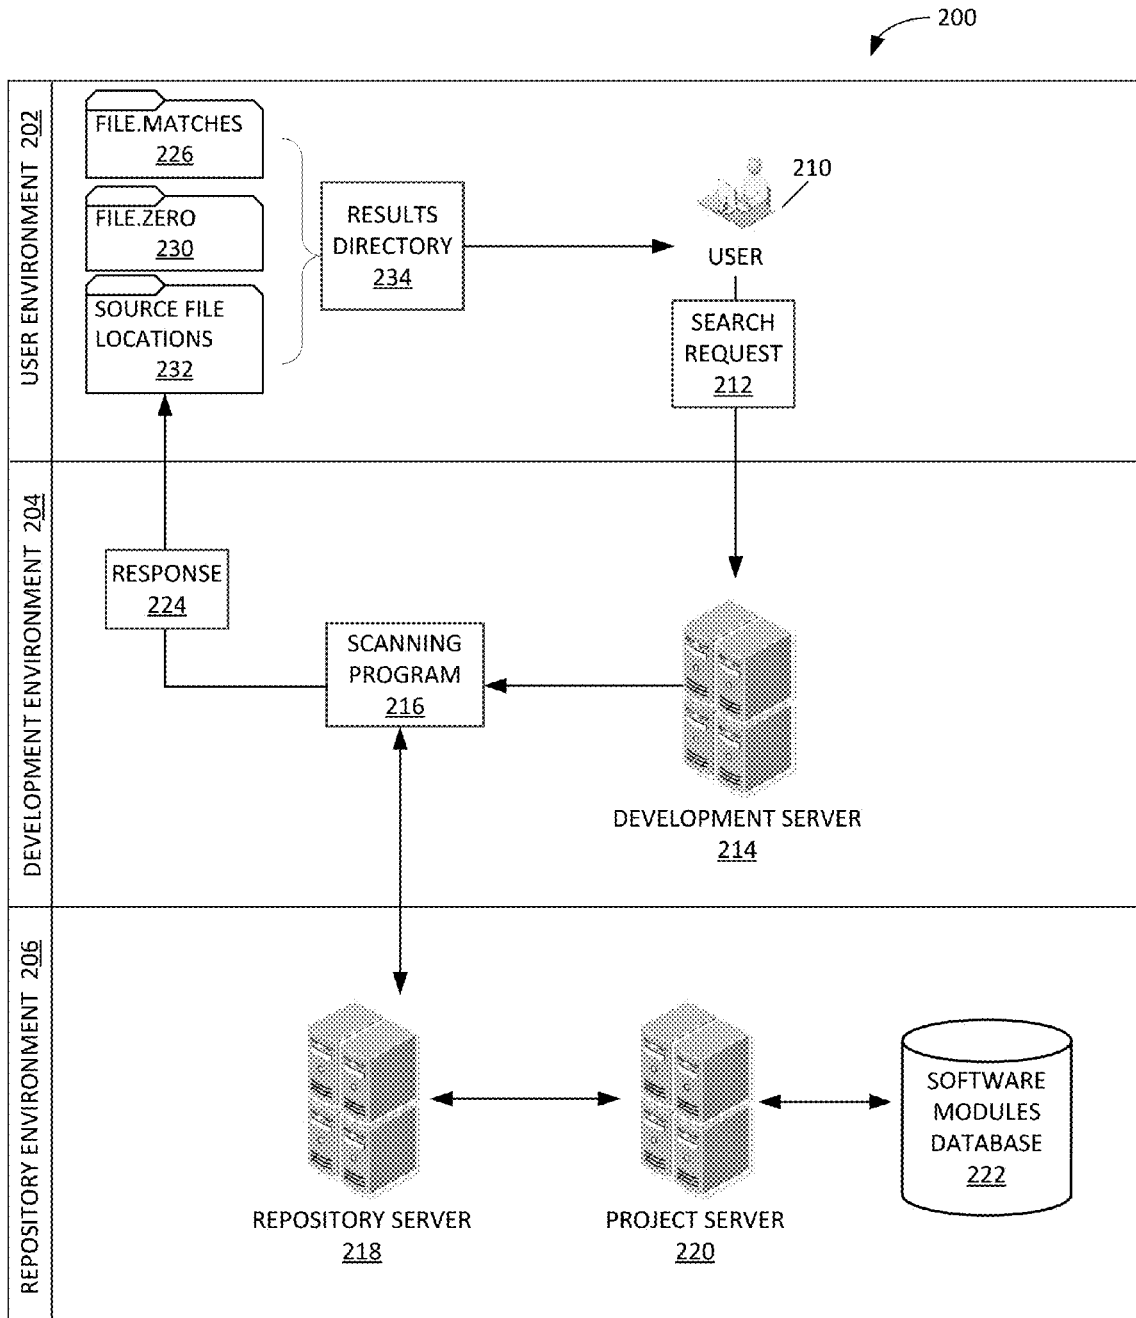 200
USER ENVIRONMENT 202
FILE.MATCHES
226
FILE.ZERO
230
SOURCE FILE
LOCATIONS
232
RESULTS
DIRECTORY
234
210
USER
SEARCH
REQUEST
212
DEVELOPMENT ENVIRONMENT 204
RESPONSE
224
SCANNING
PROGRAM
216
DEVELOPMENT SERVER
214
REPOSITORY ENVIRONMENT 206
REPOSITORY SERVER
218
PROJECT SERVER
220
SOFTWARE
MODULES
DATABASE
222